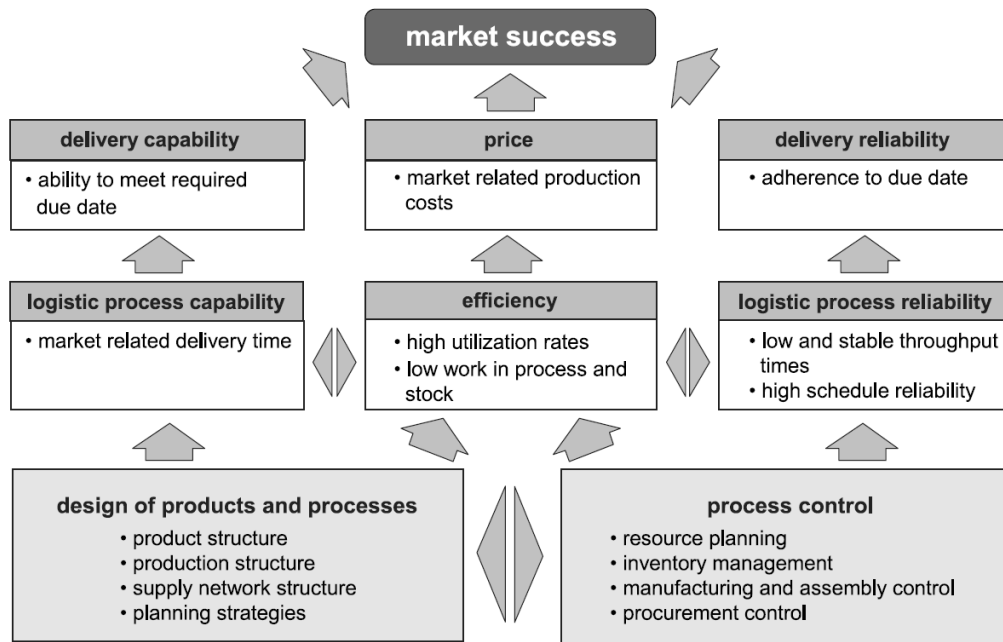 market success
delivery capability
• ability to meet required
due date
price
• market related production
costs
delivery reliability
• adherence to due date
logistic process capability
• market related delivery time
efficiency
• high utilization rates
• low work in process and
stock
logistic process reliability
• low and stable throughput
times
• high schedule reliability
design of products and processes
• product structure
• production structure
• supply network structure
• planning strategies
process control
• resource planning
• inventory management
• manufacturing and assembly control
• procurement control